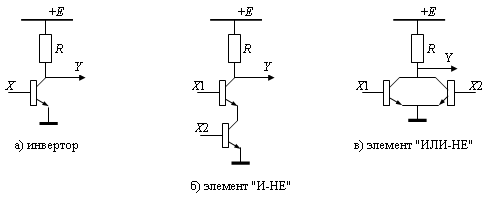 +E
R
X
Y
а) инвертор
+E
R
X1
Y
X2
б) элемент "И-НЕ"
+E
R
Y
X1
X2
в) элемент "ИЛИ-НЕ"